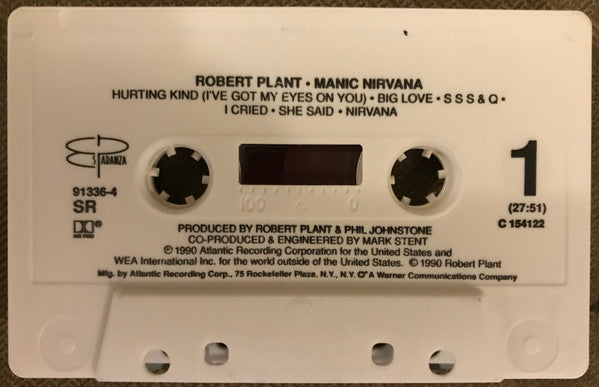 ROBERT PLANT • MANIC NIRVANA
HURTING KIND (I'VE GOT MY EYES ON YOU) • BIG LOVE • S S S & Q •
I CRIED • SHE SAID • NIRVANA
ES PARANZA
91336-4
SR
HX PRO
1
(27:51)
C 154122
100 0
PRODUCED BY ROBERT PLANT & PHIL JOHNSTONE
CO-PRODUCED & ENGINEERED BY MARK STENT
℗ 1990 Atlantic Recording Corporation for the United States and
WEA International Inc. for the world outside of the United States. © 1990 Robert Plant
Mfg. by Atlantic Recording Corp., 75 Rockefeller Plaza, N.Y., N.Y. A Warner Communications Company